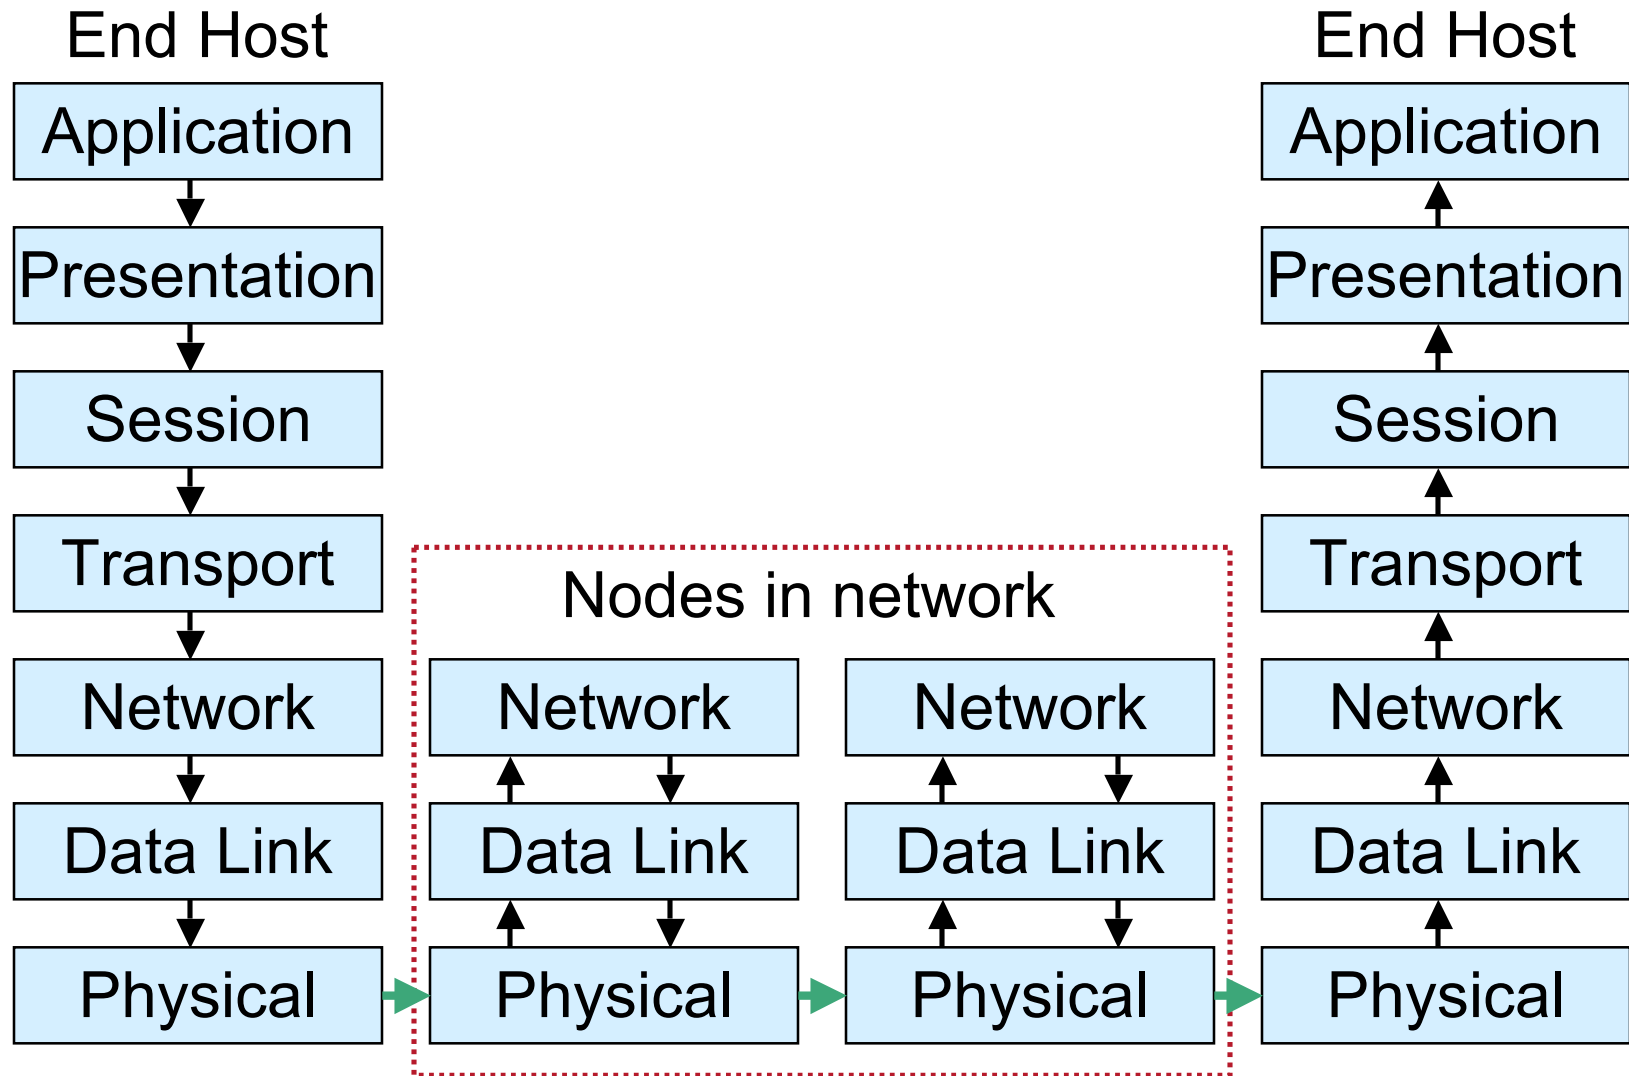 End Host
Application
Presentation
Session
Transport
Network
Data Link
Physical
Nodes in network
Network
Data Link
Physical
Network
Data Link
Physical
End Host
Application
Presentation
Session
Transport
Network
Data Link
Physical